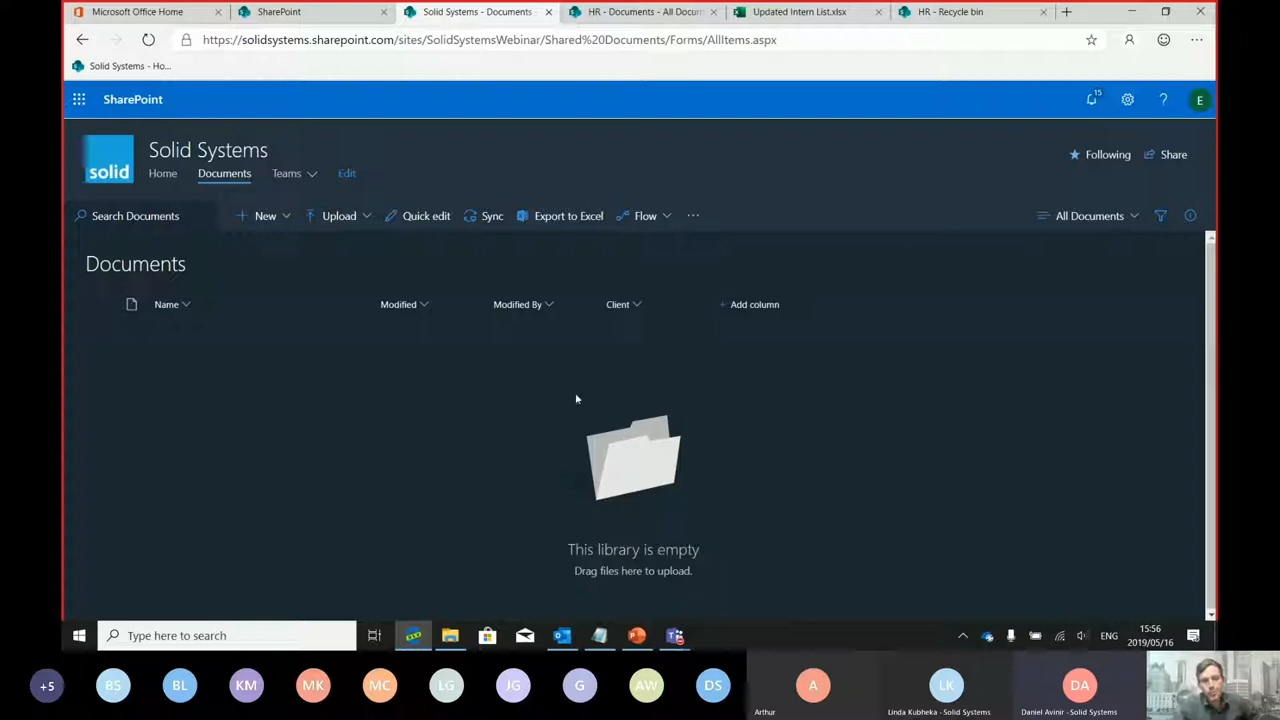 Microsoft Office Home
SharePoint
Solid Systems - Documents
HR - Documents - All Docum
Updated Intern List.xlsx
HR - Recycle bin
https://solidsystems.sharepoint.com/sites/SolidSystemsWebinar/Shared%20Documents/Forms/AllItems.aspx
Solid Systems - Ho...
SharePoint
15
?
E
solid
Solid Systems
Home
Documents
Teams
Edit
Following
Share
Search Documents
New
Upload
Quick edit
Sync
Export to Excel
Flow
...
All Documents
Documents
Name
Modified
Modified By
Client
+ Add column
This library is empty
Drag files here to upload.
Type here to search
ENG
15:56
2019/05/16
+5
BS
BL
KM
MK
MC
LG
JG
G
AW
DS
A
Arthur
LK
Linda Kubheka - Solid Systems
DA
Daniel Avinir - Solid Systems